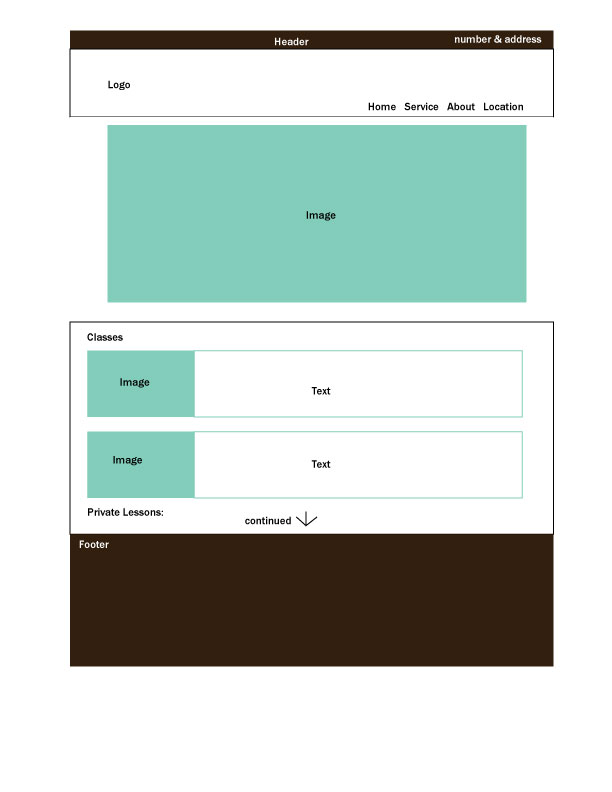 Header
number & address
Logo
Home Service About Location
Image
Classes
Image
Text
Image
Text
Private Lessons:
continued
Footer